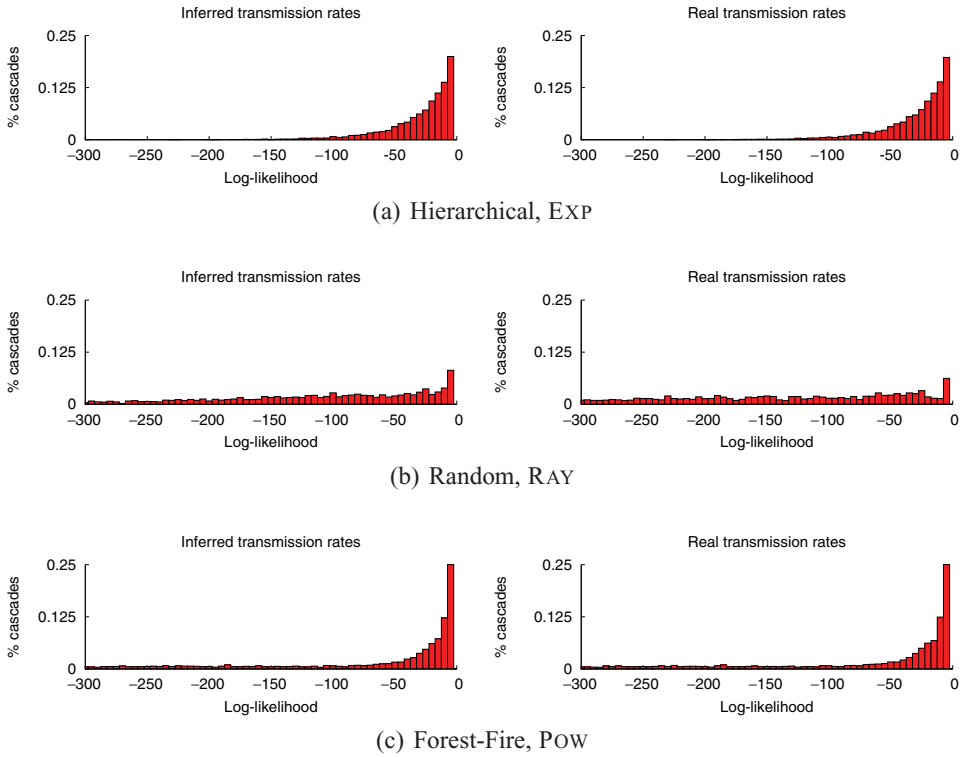 Inferred transmission rates
Real transmission rates
0.25
0.125
0
% cascades
−300 −250 −200 −150 −100 −50 0
Log-likelihood
0.25
0.125
0
% cascades
−300 −250 −200 −150 −100 -50 0
Log-likelihood
(a) Hierarchical, EXP
Inferred transmission rates
Real transmission rates
0.25
0.125
0
% cascades
−300 −250 −200 −150 −100 −50 0
Log-likelihood
0.25
0.125
0
% cascades
−300 −250 −200 −150 −100 −50 0
Log-likelihood
(b) Random, RAY
Inferred transmission rates
Real transmission rates
0.25
0.125
0
% cascades
−300 −250 −200 −150 −100 −50 0
Log-likelihood
0.25
0.125
0
% cascades
−300 −250 −200 −150 −100 −50 0
Log-likelihood
(c) Forest-Fire, POW